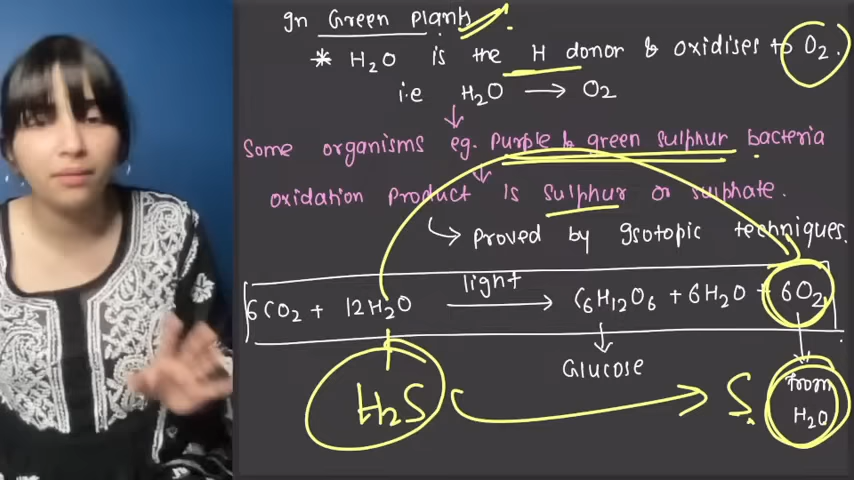 In Green plants
* H2O is the H donor & oxidises to O2.
i.e H2O → O2
Some organisms eg. purple & green sulphur bacteria
oxidation product is sulphur or sulphate.
↳ proved by Isotopic techniques.
6CO2 + 12H2O light → C6H12O6 + 6H2O + 6O2
Glucose
from
H2O
H2S → S